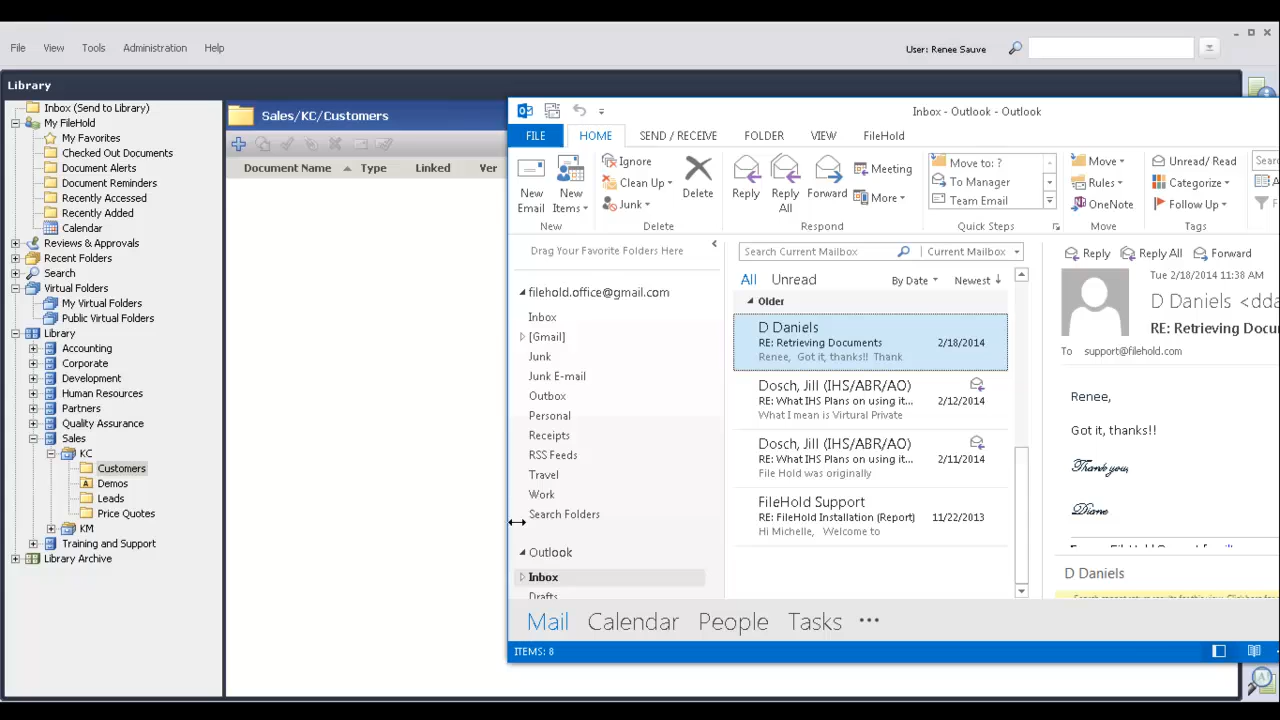 File View Tools Administration Help
User: Renee Sauve
Library
Inbox (Send to Library)
My FileHold
My Favorites
Checked Out Documents
Document Alerts
Document Reminders
Recently Accessed
Recently Added
Calendar
Reviews & Approvals
Recent Folders
Search
Virtual Folders
My Virtual Folders
Public Virtual Folders
Library
Accounting
Corporate
Development
Human Resources
Partners
Quality Assurance
Sales
KC
Customers
Demos
Leads
Price Quotes
KM
Training and Support
Library Archive
Sales/KC/Customers
Document Name Type Linked Ver
Inbox - Outlook - Outlook
FILE HOME SEND / RECEIVE FOLDER VIEW FileHold
New Email
New Items
New
Ignore
Clean Up
Junk
Delete
Delete
Reply
Reply All
Forward
Meeting
More
Respond
Move to: ?
To Manager
Team Email
Quick Steps
Move
Rules
OneNote
Move
Unread/ Read
Categorize
Follow Up
Tags
Sear
A
F
Drag Your Favorite Folders Here
filehold.office@gmail.com
Inbox
[Gmail]
Junk
Junk E-mail
Outbox
Personal
Receipts
RSS Feeds
Travel
Work
Search Folders
Outlook
Inbox
Drafts
Search Current Mailbox Current Mailbox
All Unread By Date Newest
Older
D Daniels
RE: Retrieving Documents 2/18/2014
Renee, Got it, thanks!! Thank
Dosch, Jill (IHS/ABR/AO)
RE: What IHS Plans on using it... 2/12/2014
What I mean is Virtural Private
Dosch, Jill (IHS/ABR/AO)
RE: What IHS Plans on using it... 2/11/2014
File Hold was originally
FileHold Support
RE: FileHold Installation (Report) 11/22/2013
Hi Michelle, Welcome to
Reply Reply All Forward
Tue 2/18/2014 11:38 AM
D Daniels <dda
RE: Retrieving Docu
To support@filehold.com
Renee,
Got it, thanks!!
Thank you,
Diane
D Daniels
Mail Calendar People Tasks ...
ITEMS: 8